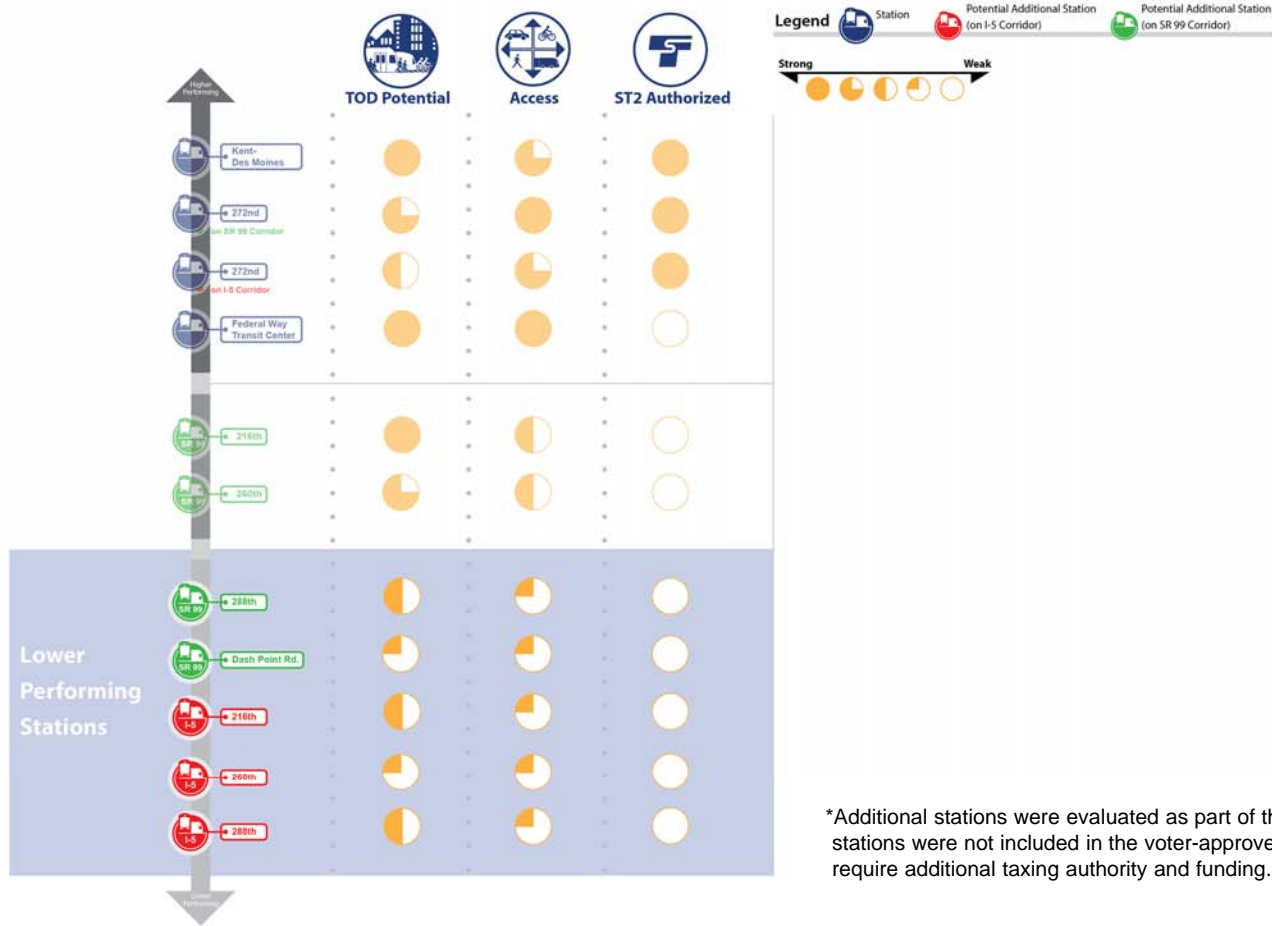 Legend
Station
Potential Additional Station
(on I-5 Corridor)
Potential Additional Station
(on SR 99 Corridor)
Strong
Weak
TOD Potential
Access
ST2 Authorized
Higher
Performing
Kent-
Des Moines
272nd
on SR 99 Corridor
272nd
on I-5 Corridor
Federal Way
Transit Center
SR 99
216th
SR 99
260th
Lower
Performing
Stations
SR 99
288th
SR 99
Dash Point Rd.
I-5
216th
I-5
260th
I-5
288th
Lower
Performing
*Additional stations were evaluated as part of th
stations were not included in the voter-approve
require additional taxing authority and funding.